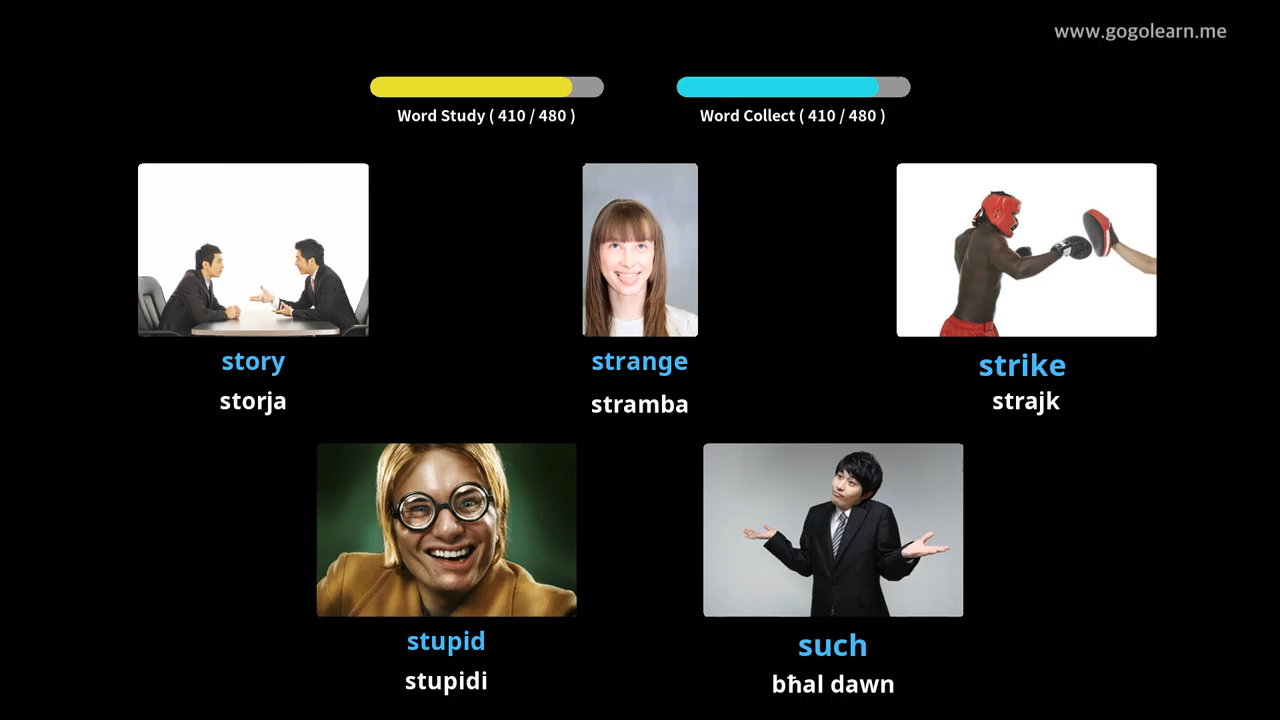 www.gogolearn.me
Word Study ( 410 / 480 )
Word Collect ( 410 / 480 )
story
strange
strike
storja
stramba
strajk
stupid
such
stupidi
bħal dawn